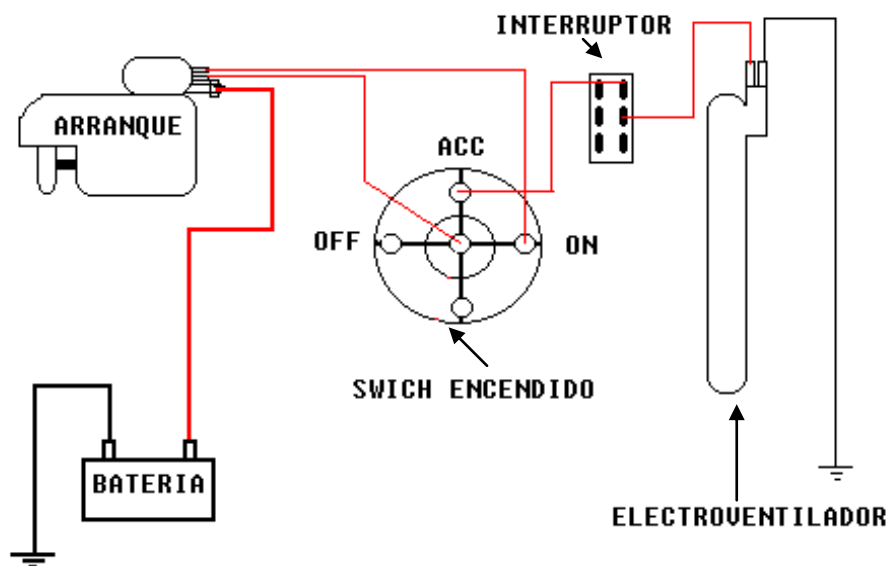 INTERRUPTOR
ARRANQUE
ACC
OFF
ON
SWICH ENCENDIDO
BATERIA
ELECTROVENTILADOR